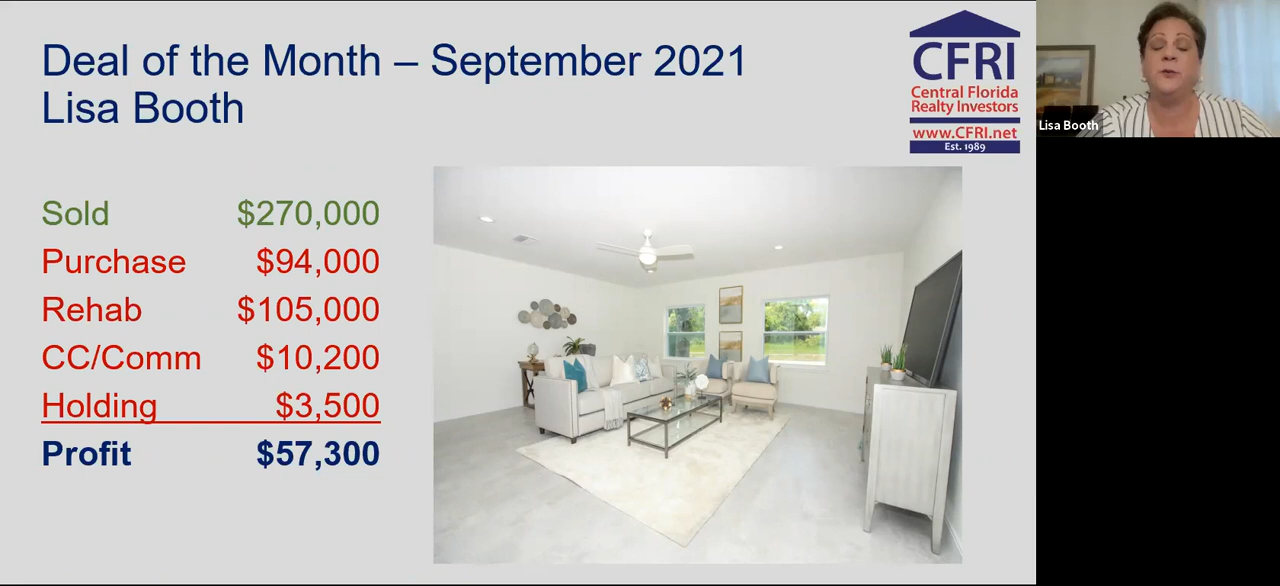 Deal of the Month – September 2021
Lisa Booth
CFRI
Central Florida
Realty Investors
www.CFRI.net
Est. 1989
Lisa Booth
Sold $270,000
Purchase $94,000
Rehab $105,000
CC/Comm $10,200
Holding $3,500
Profit $57,300